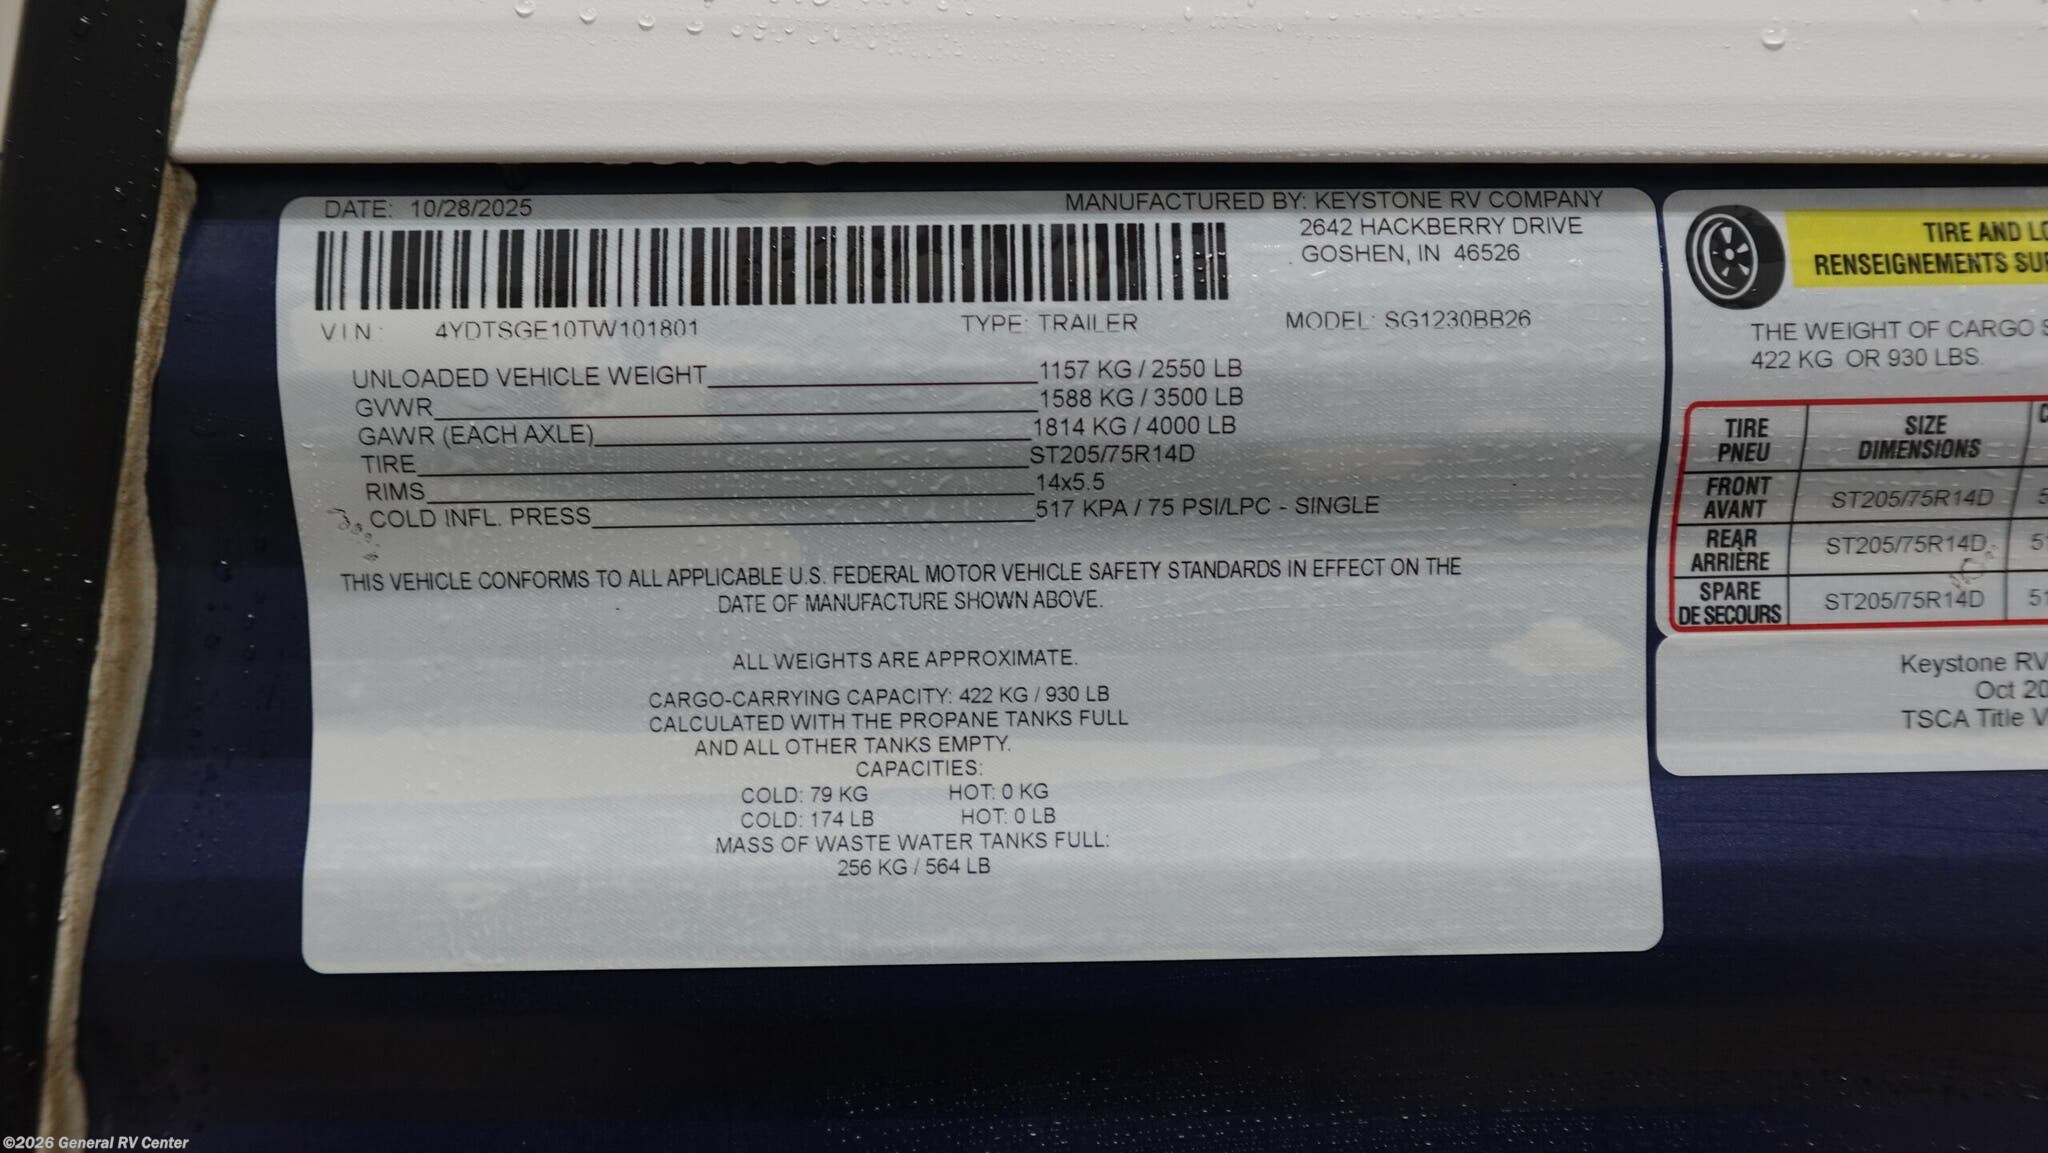 DATE: 10/28/2025
MANUFACTURED BY: KEYSTONE RV COMPANY
2642 HACKBERRY DRIVE
GOSHEN, IN 46526
VIN: 4YDTSGE10TW101801 TYPE: TRAILER MODEL: SG1230BB26
UNLOADED VEHICLE WEIGHT 1157 KG / 2550 LB
GVWR 1588 KG / 3500 LB
GAWR (EACH AXLE) 1814 KG / 4000 LB
TIRE ST205/75R14D
RIMS 14x5.5
COLD INFL. PRESS 517 KPA / 75 PSI/LPC - SINGLE
THIS VEHICLE CONFORMS TO ALL APPLICABLE U.S. FEDERAL MOTOR VEHICLE SAFETY STANDARDS IN EFFECT ON THE
DATE OF MANUFACTURE SHOWN ABOVE.
ALL WEIGHTS ARE APPROXIMATE.
CARGO-CARRYING CAPACITY: 422 KG / 930 LB
CALCULATED WITH THE PROPANE TANKS FULL
AND ALL OTHER TANKS EMPTY.
CAPACITIES:
COLD: 79 KG HOT: 0 KG
COLD: 174 LB HOT: 0 LB
MASS OF WASTE WATER TANKS FULL:
256 KG / 564 LB
TIRE AND
RENSEIGNEMENTS
THE WEIGHT OF CARGO
422 KG OR 930 LBS.
TIRE SIZE
PNEU DIMENSIONS
FRONT
AVANT ST205/75R14D
REAR
ARRIÈRE ST205/75R14D
SPARE
DE SECOURS ST205/75R14D
Keystone RV
Oct
TSCA Title
©2026 General RV Center